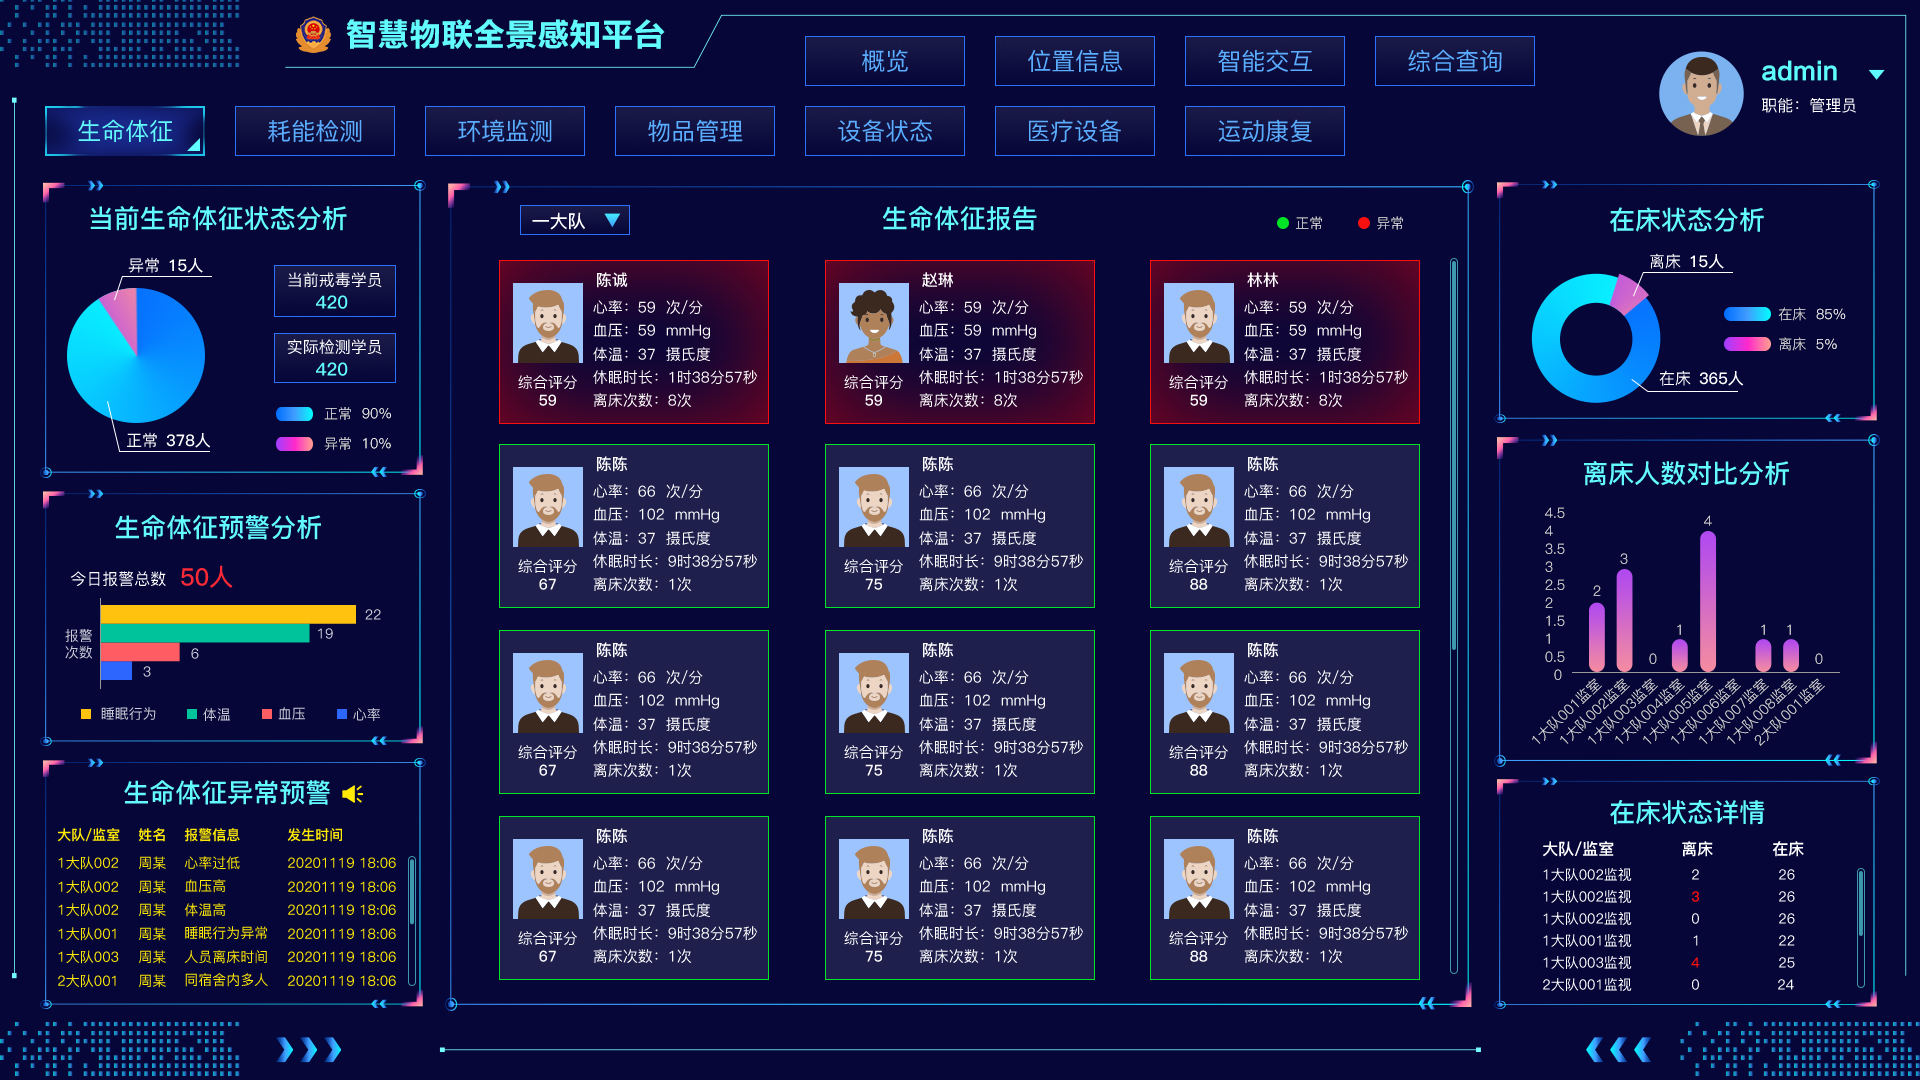 智慧物联全景感知平台
概览
位置信息
智能交互
综合查询
admin
职能：管理员
生命体征
耗能检测
环境监测
物品管理
设备状态
医疗设备
运动康复
当前生命体征状态分析
异常 15人
正常 378人
当前戒毒学员
420
实际检测学员
420
正常 90%
异常 10%
生命体征预警分析
今日报警总数 50人
报警
次数
22
19
6
3
睡眠行为
体温
血压
心率
生命体征异常预警
大队/监室 姓名 报警信息 发生时间
1大队002 周某 心率过低 20201119 18:06
1大队002 周某 血压高 20201119 18:06
1大队002 周某 体温高 20201119 18:06
1大队001 周某 睡眠行为异常 20201119 18:06
1大队003 周某 人员离床时间 20201119 18:06
2大队001 周某 同宿舍内多人 20201119 18:06
一大队
生命体征报告
正常
异常
陈诚
心率：59 次/分
血压：59 mmHg
体温：37 摄氏度
休眠时长：1时38分57秒
离床次数：8次
综合评分
59
赵琳
心率：59 次/分
血压：59 mmHg
体温：37 摄氏度
休眠时长：1时38分57秒
离床次数：8次
综合评分
59
林林
心率：59 次/分
血压：59 mmHg
体温：37 摄氏度
休眠时长：1时38分57秒
离床次数：8次
综合评分
59
陈陈
心率：66 次/分
血压：102 mmHg
体温：37 摄氏度
休眠时长：9时38分57秒
离床次数：1次
综合评分
67
陈陈
心率：66 次/分
血压：102 mmHg
体温：37 摄氏度
休眠时长：9时38分57秒
离床次数：1次
综合评分
75
陈陈
心率：66 次/分
血压：102 mmHg
体温：37 摄氏度
休眠时长：9时38分57秒
离床次数：1次
综合评分
88
陈陈
心率：66 次/分
血压：102 mmHg
体温：37 摄氏度
休眠时长：9时38分57秒
离床次数：1次
综合评分
67
陈陈
心率：66 次/分
血压：102 mmHg
体温：37 摄氏度
休眠时长：9时38分57秒
离床次数：1次
综合评分
75
陈陈
心率：66 次/分
血压：102 mmHg
体温：37 摄氏度
休眠时长：9时38分57秒
离床次数：1次
综合评分
88
陈陈
心率：66 次/分
血压：102 mmHg
体温：37 摄氏度
休眠时长：9时38分57秒
离床次数：1次
综合评分
67
陈陈
心率：66 次/分
血压：102 mmHg
体温：37 摄氏度
休眠时长：9时38分57秒
离床次数：1次
综合评分
75
陈陈
心率：66 次/分
血压：102 mmHg
体温：37 摄氏度
休眠时长：9时38分57秒
离床次数：1次
综合评分
88
在床状态分析
离床 15人
在床 365人
在床 85%
离床 5%
离床人数对比分析
4.5
4
3.5
3
2.5
2
1.5
1
0.5
0
2
3
0
1
4
1
1
0
1大队001监室
1大队002监室
1大队003监室
1大队004监室
1大队005监室
1大队006监室
1大队007监室
1大队008监室
2大队001监室
在床状态详情
大队/监室 离床 在床
1大队002监视 2 26
1大队002监视 3 26
1大队002监视 0 26
1大队001监视 1 22
1大队003监视 4 25
2大队001监视 0 24